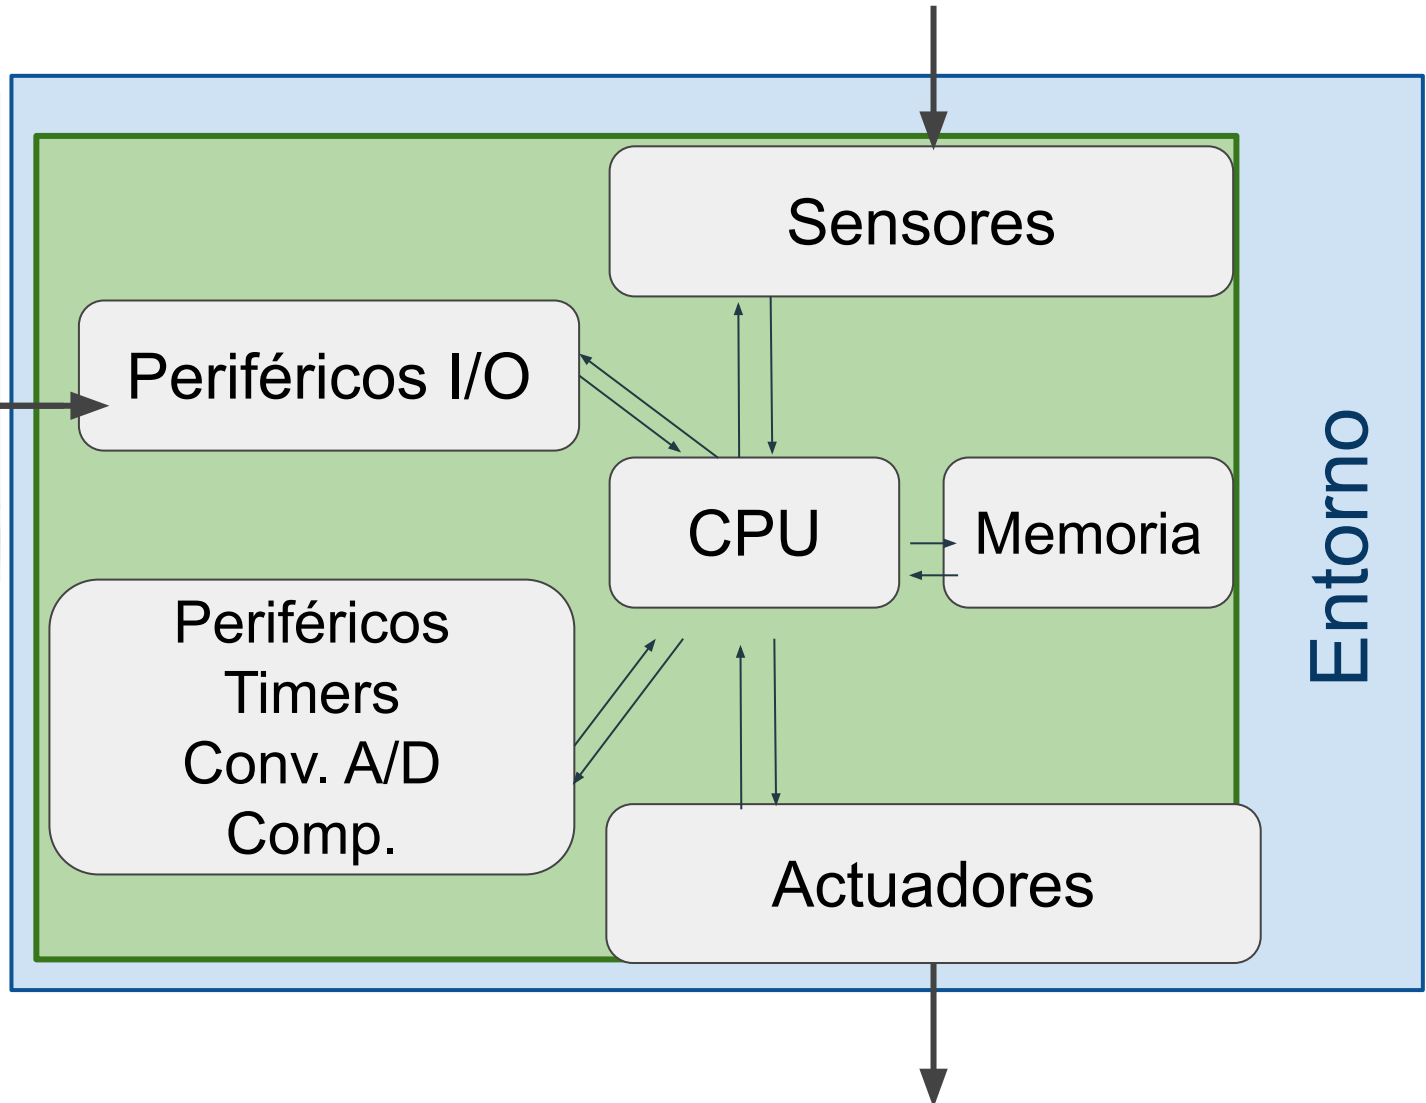 Sensores
Periféricos I/O
CPU
Memoria
Entorno
Periféricos
Timers
Conv. A/D
Comp.
Actuadores